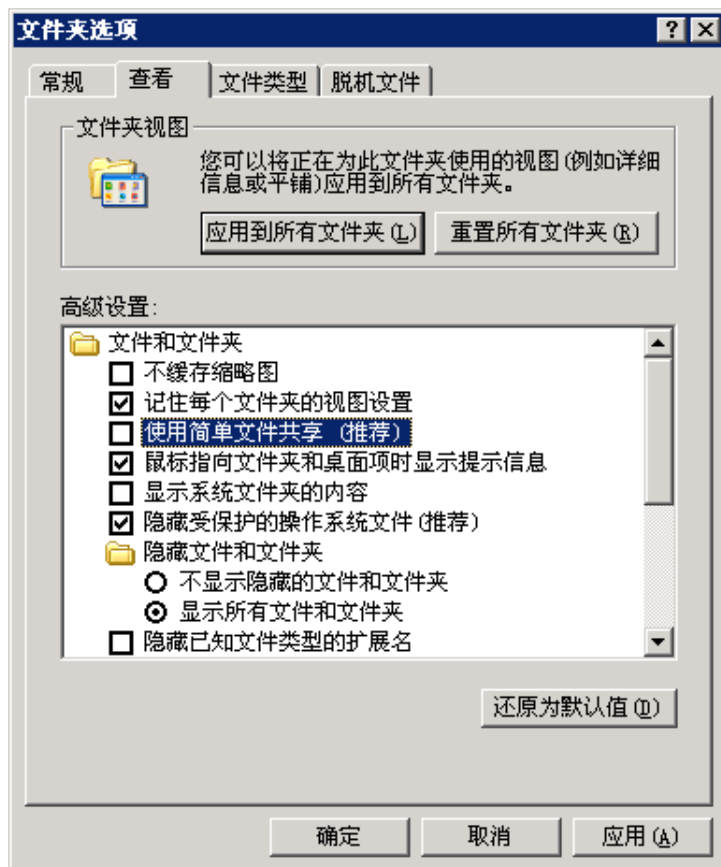 文件夹选项
常规 查看 文件类型 脱机文件
文件夹视图
您可以将正在为此文件夹使用的视图(例如详细
信息或平铺)应用到所有文件夹。
应用到所有文件夹(L) 重置所有文件夹(R)
高级设置:
文件和文件夹
不缓存缩略图
记住每个文件夹的视图设置
使用简单文件共享 (推荐)
鼠标指向文件夹和桌面项时显示提示信息
显示系统文件夹的内容
隐藏受保护的操作系统文件(推荐)
隐藏文件和文件夹
不显示隐藏的文件和文件夹
显示所有文件和文件夹
隐藏已知文件类型的扩展名
还原为默认值(D)
确定 取消 应用(A)